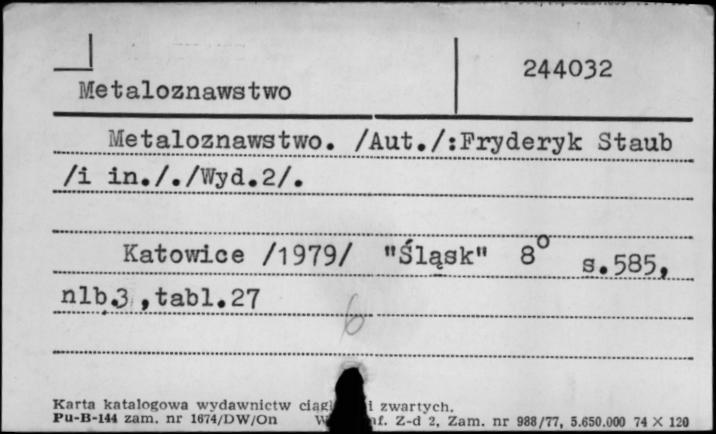 244032
Metaloznawstwo
Metaloznawstwo. /Aut./:Fryderyk Staub
/i in././Wyd.2/.
Katowice /1979/ "Śląsk" 8° s.585,
nlb.3 ,tabl.27
6
Karta katalogowa wydawnictw i zwartych.
Pu-B-144 zam. nr 1674/DW/On Z-d 2, Zam. nr 988/77, 5.650.000 74 X 120